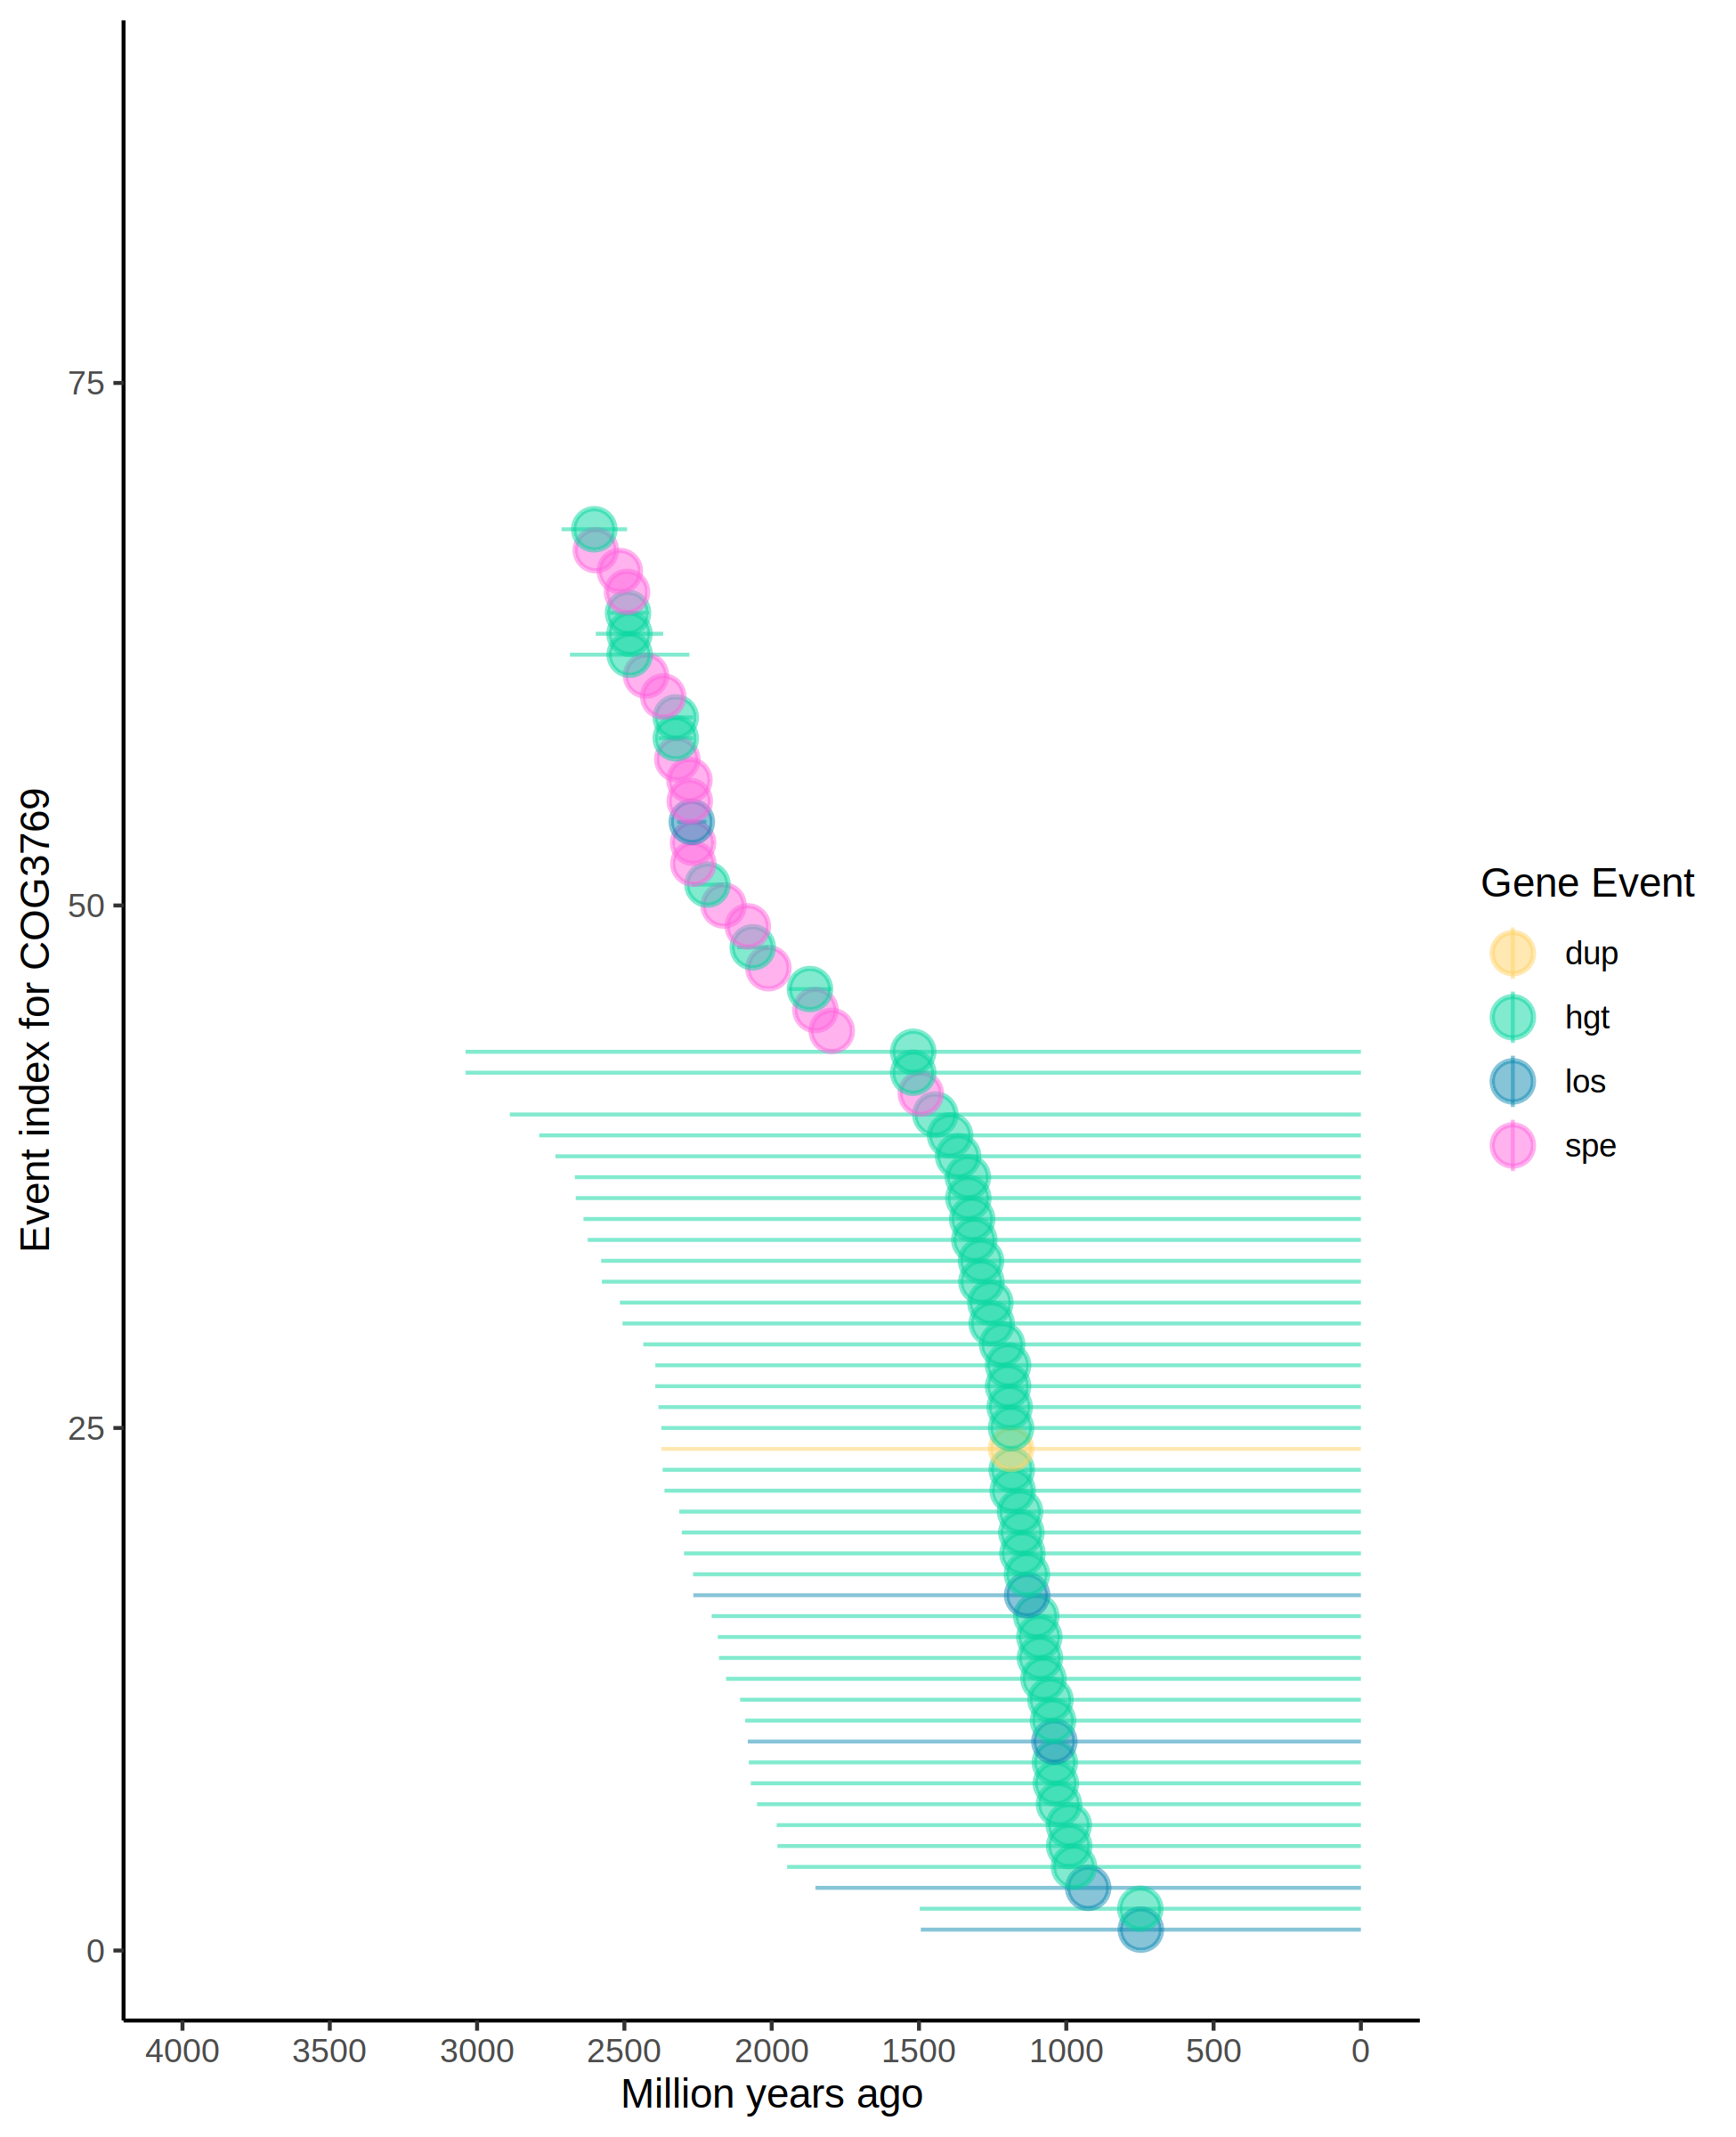 75
50
25
0
Event index for COG3769
4000 3500 3000 2500 2000 1500 1000 500 0
Million years ago
Gene Event
dup
hgt
los
spe